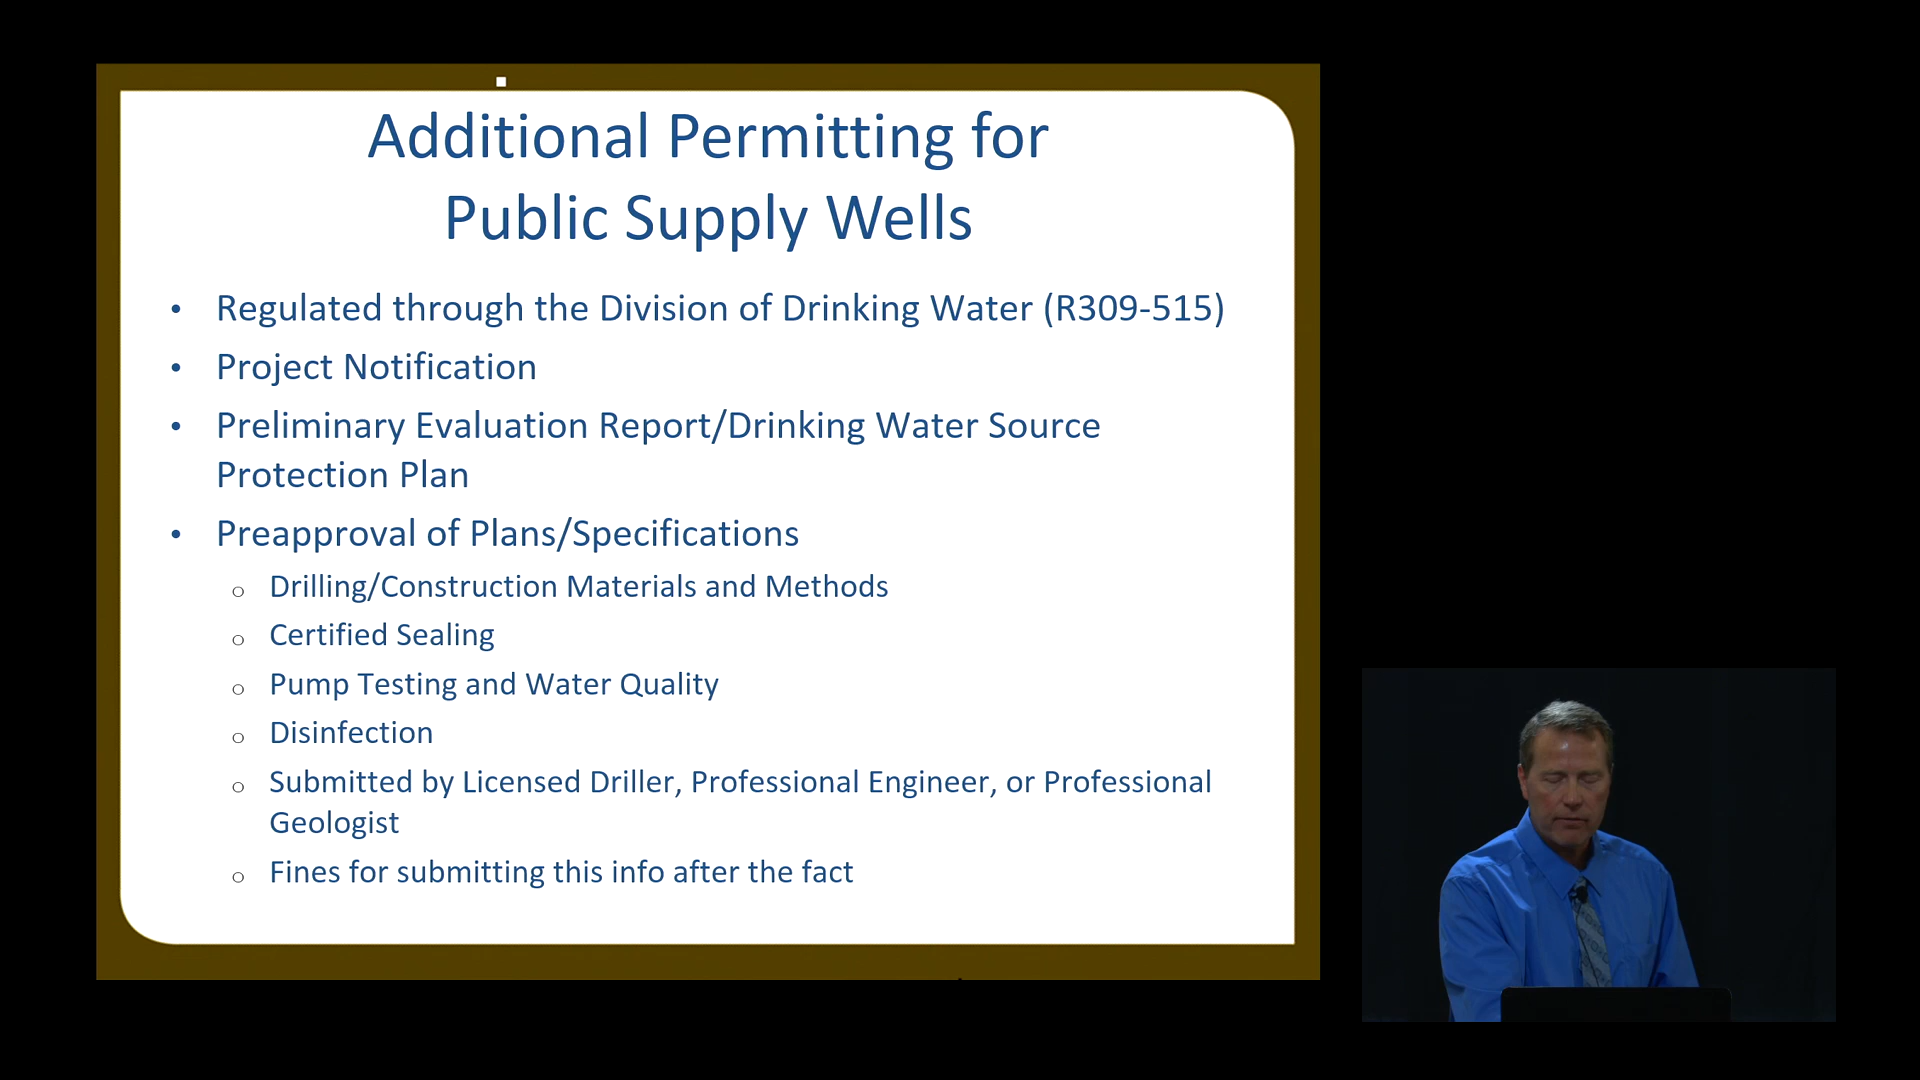 Additional Permitting for
Public Supply Wells
• Regulated through the Division of Drinking Water (R309-515)
• Project Notification
• Preliminary Evaluation Report/Drinking Water Source
Protection Plan
• Preapproval of Plans/Specifications
o Drilling/Construction Materials and Methods
o Certified Sealing
o Pump Testing and Water Quality
o Disinfection
o Submitted by Licensed Driller, Professional Engineer, or Professional
Geologist
o Fines for submitting this info after the fact